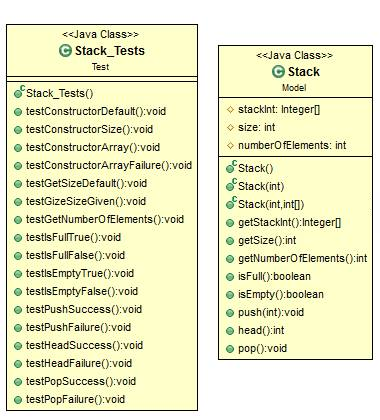 <<Java Class>>
Stack_Tests
Test
Stack_Tests()
testConstructorDefault():void
testConstructorSize():void
testConstructorArray():void
testConstructorArrayFailure():void
testGetSizeDefault():void
testGizeSizeGiven():void
testGetNumberOfElements():void
testIsFullTrue():void
testIsFullFalse():void
testIsEmptyTrue():void
testIsEmptyFalse():void
testPushSuccess():void
testPushFailure():void
testHeadSuccess():void
testHeadFailure():void
testPopSuccess():void
testPopFailure():void
<<Java Class>>
Stack
Model
stackInt: Integer[]
size: int
numberOfElements: int
Stack()
Stack(int)
Stack(int,int[])
getStackInt():Integer[]
getSize():int
getNumberOfElements():int
isFull():boolean
isEmpty():boolean
push(int):void
head():int
pop():void